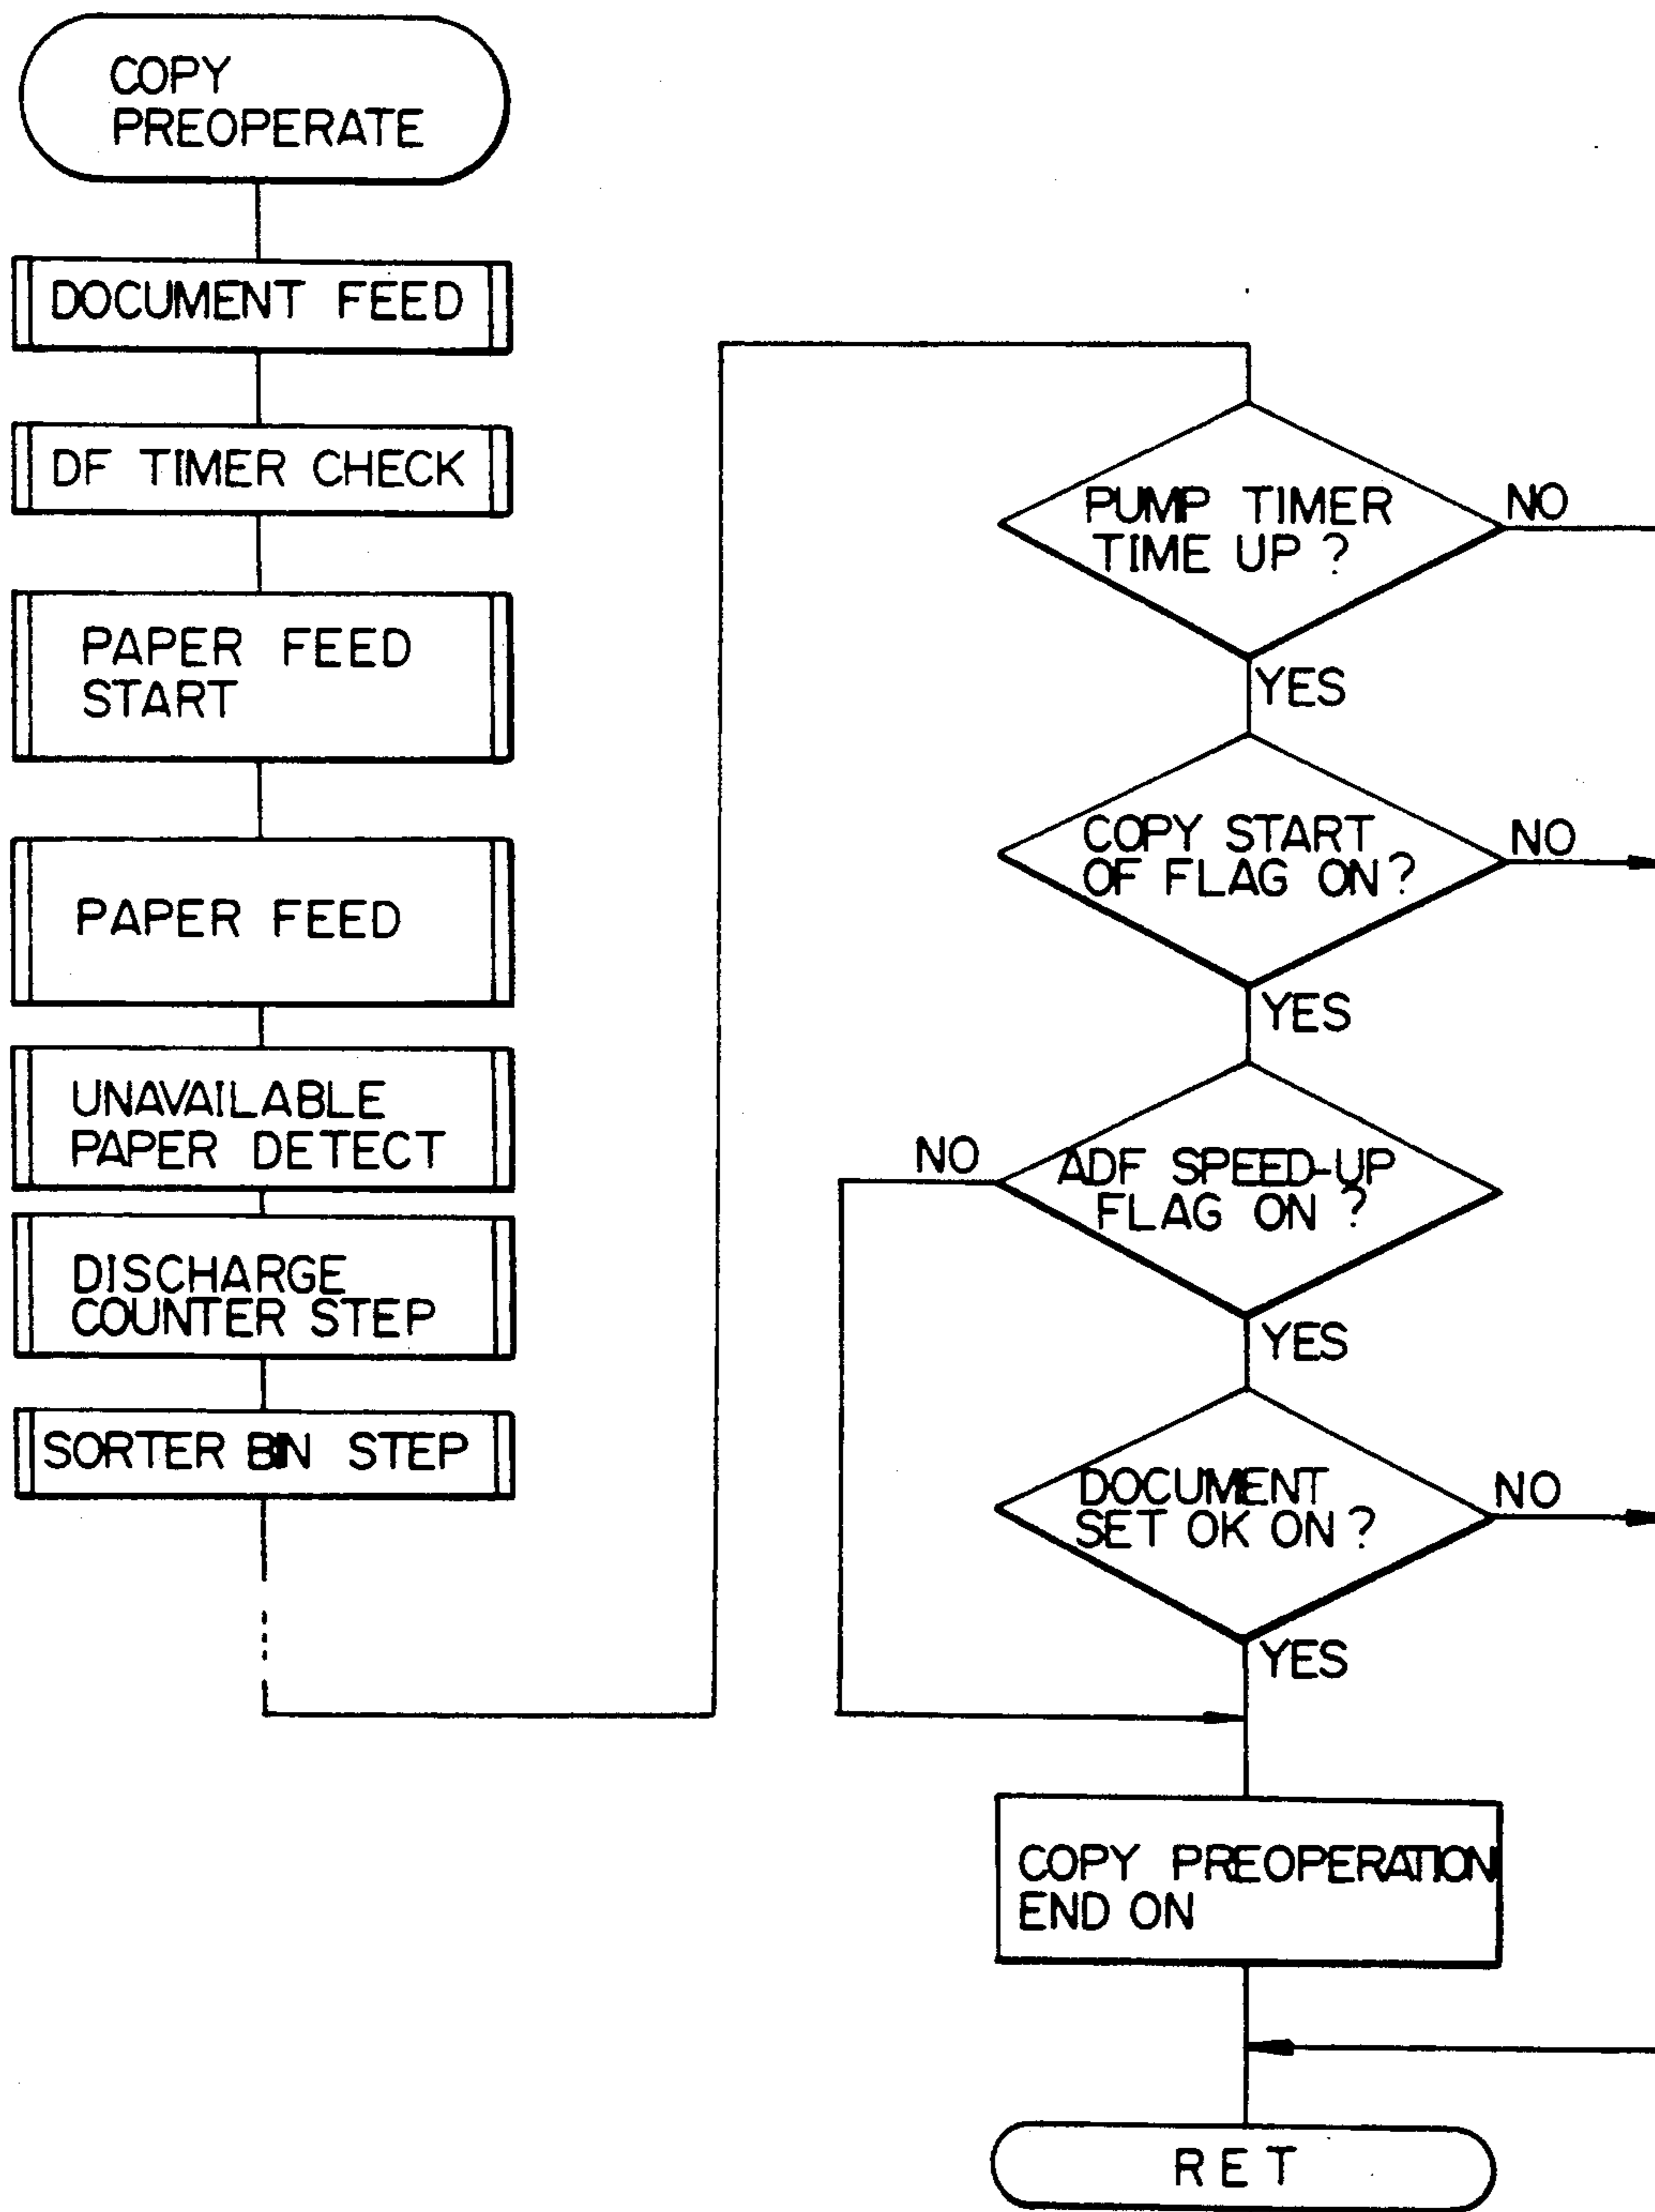 COPY
PREOPERATE
DOCUMENT FEED
DF TIMER CHECK
PAPER FEED
START
PAPER FEED
UNAVAILABLE
PAPER DETECT
DISCHARGE
COUNTER STEP
SORTER BIN STEP
PUMP TIMER
TIME UP ?
NO
YES
COPY START
OF FLAG ON ?
NO
YES
ADF SPEED-UP
FLAG ON ?
NO
YES
DOCUMENT
SET OK ON ?
NO
YES
COPY PREOPERATION
END ON
RET